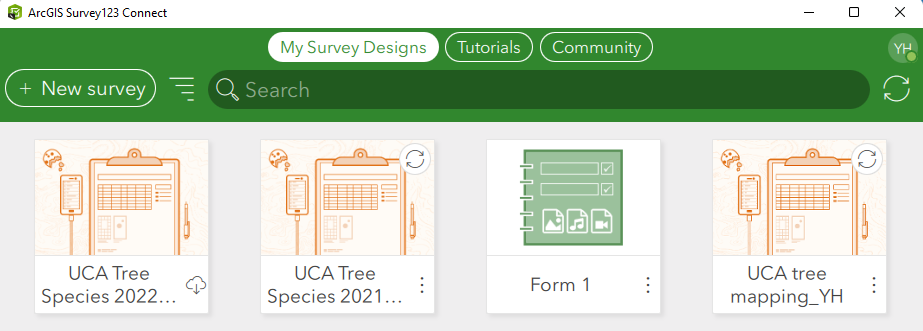 ArcGIS Survey123 Connect
My Survey Designs
Tutorials
Community
YH
+ New survey
Search
UCA Tree
Species 2022...
UCA Tree
Species 2021...
Form 1
UCA tree
mapping_YH